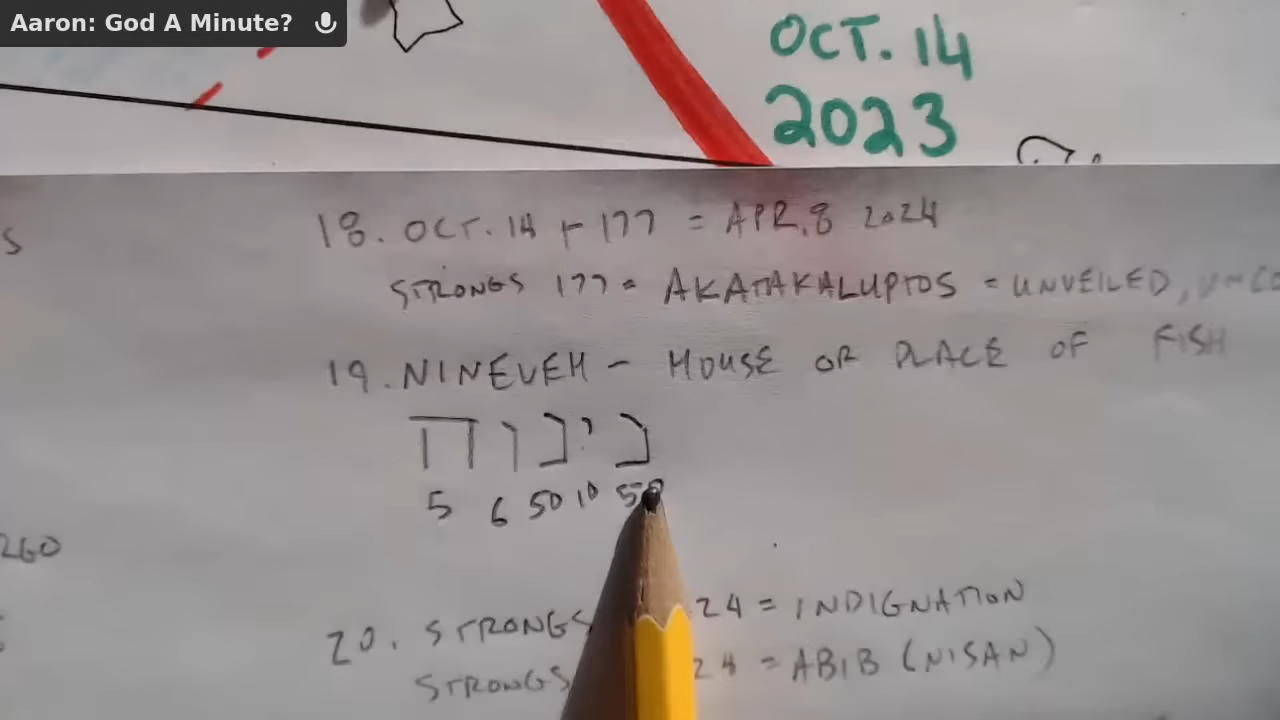 Aaron: God A Minute?
OCT. 14
2023
S
18. OCT. 14 + 177 = APR. 8 2024
STRONGS 177 = AKATAKALUPTOS = UNVEILED,
19. NINEVEH - HOUSE OR PLACE OF FISH
נינוה
5 6 50 10 50
260
20. STRONGS 24 = INDIGNATION
STRONGS 24 = ABIB (NISAN)